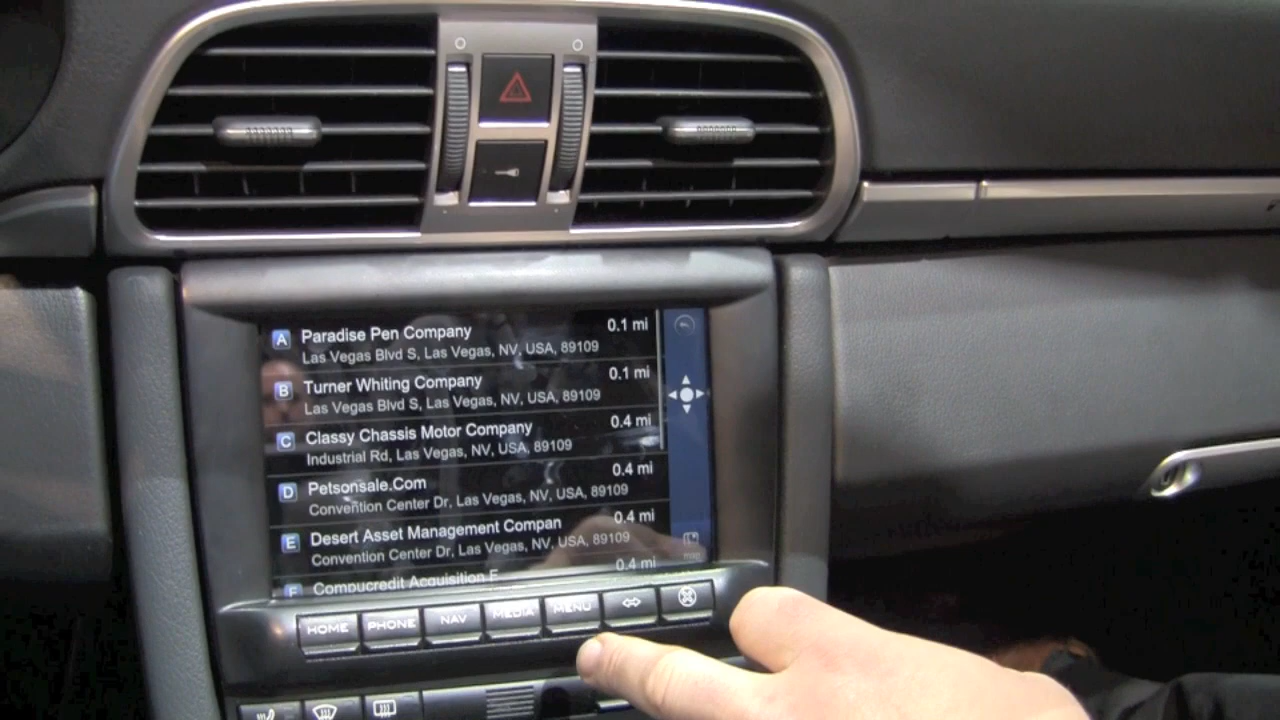 A Paradise Pen Company 0.1 mi
Las Vegas Blvd S, Las Vegas, NV, USA, 89109
B Turner Whiting Company 0.1 mi
Las Vegas Blvd S, Las Vegas, NV, USA, 89109
C Classy Chassis Motor Company 0.4 mi
Industrial Rd, Las Vegas, NV, USA, 89109
D Petsonsale.Com 0.4 mi
Convention Center Dr, Las Vegas, NV, USA, 89109
E Desert Asset Management Compan 0.4 mi
Convention Center Dr, Las Vegas, NV, USA, 89109
F Compucredit Acquisition F 0.4 mi
map
HOME PHONE NAV MEDIA MENU